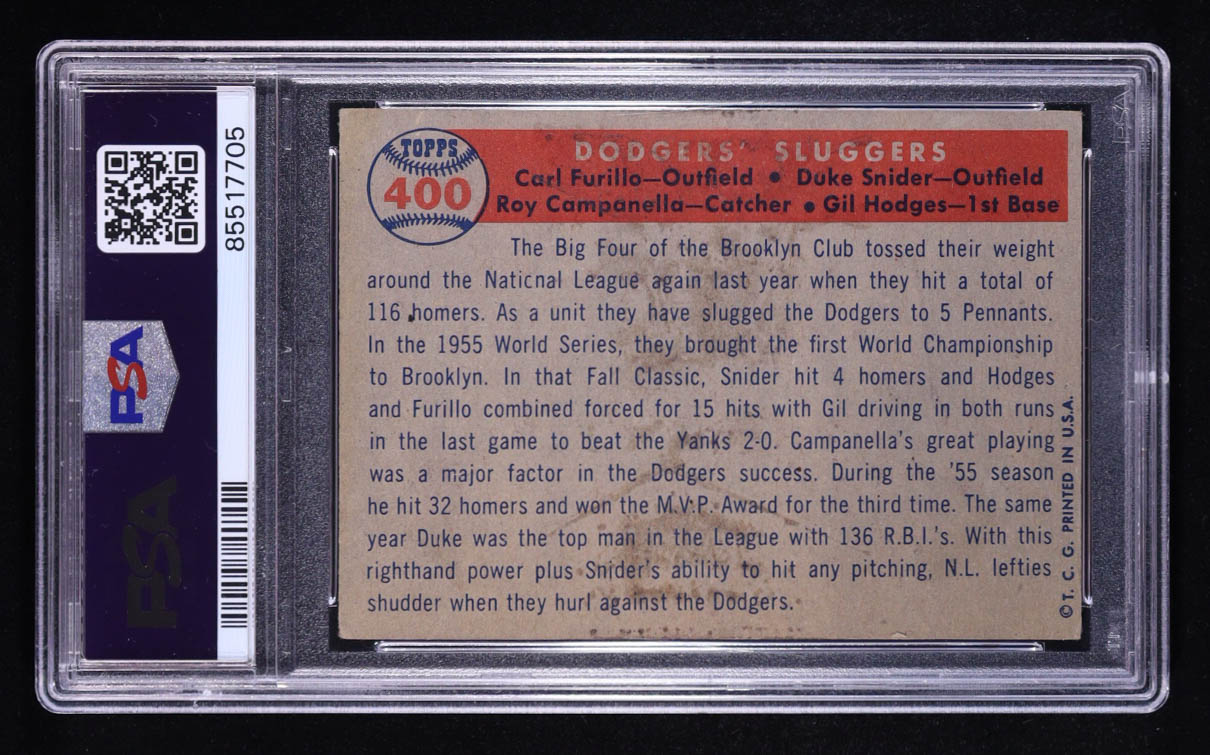 TOPPS
400
DODGERS' SLUGGERS
Carl Furillo—Outfield • Duke Snider—Outfield
Roy Campanella—Catcher • Gil Hodges—1st Base
The Big Four of the Brooklyn Club tossed their weight
around the National League again last year when they hit a total of
116 homers. As a unit they have slugged the Dodgers to 5 Pennants.
In the 1955 World Series, they brought the first World Championship
to Brooklyn. In that Fall Classic, Snider hit 4 homers and Hodges
and Furillo combined forced for 15 hits with Gil driving in both runs
in the last game to beat the Yanks 2-0. Campanella's great playing
was a major factor in the Dodgers success. During the '55 season
he hit 32 homers and won the M.V.P. Award for the third time. The same
year Duke was the top man in the League with 136 R.B.I.'s. With this
righthand power plus Snider's ability to hit any pitching, N.L. lefties
shudder when they hurl against the Dodgers.
© T. C. G. PRINTED IN U.S.A.
85517705
PSA
PSA
PSA